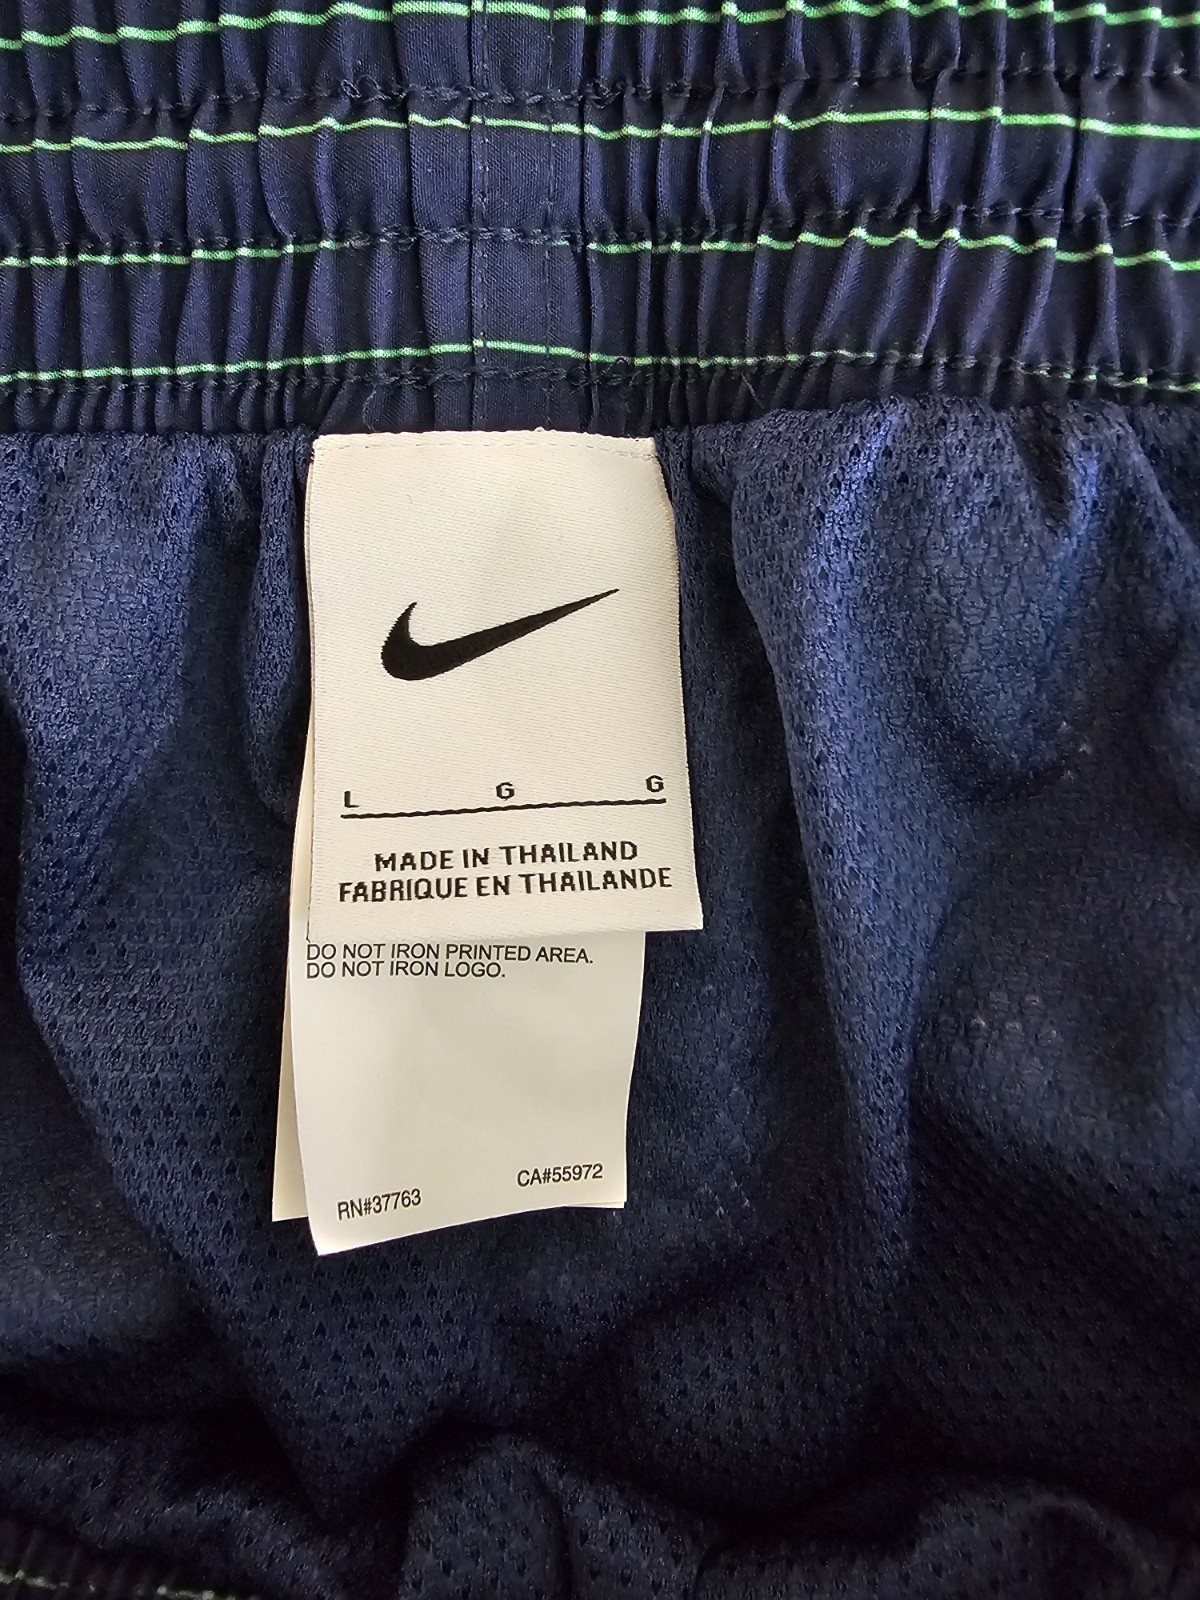 L G G
MADE IN THAILAND
FABRIQUE EN THAILANDE
DO NOT IRON PRINTED AREA.
DO NOT IRON LOGO.
RN#37763 CA#55972